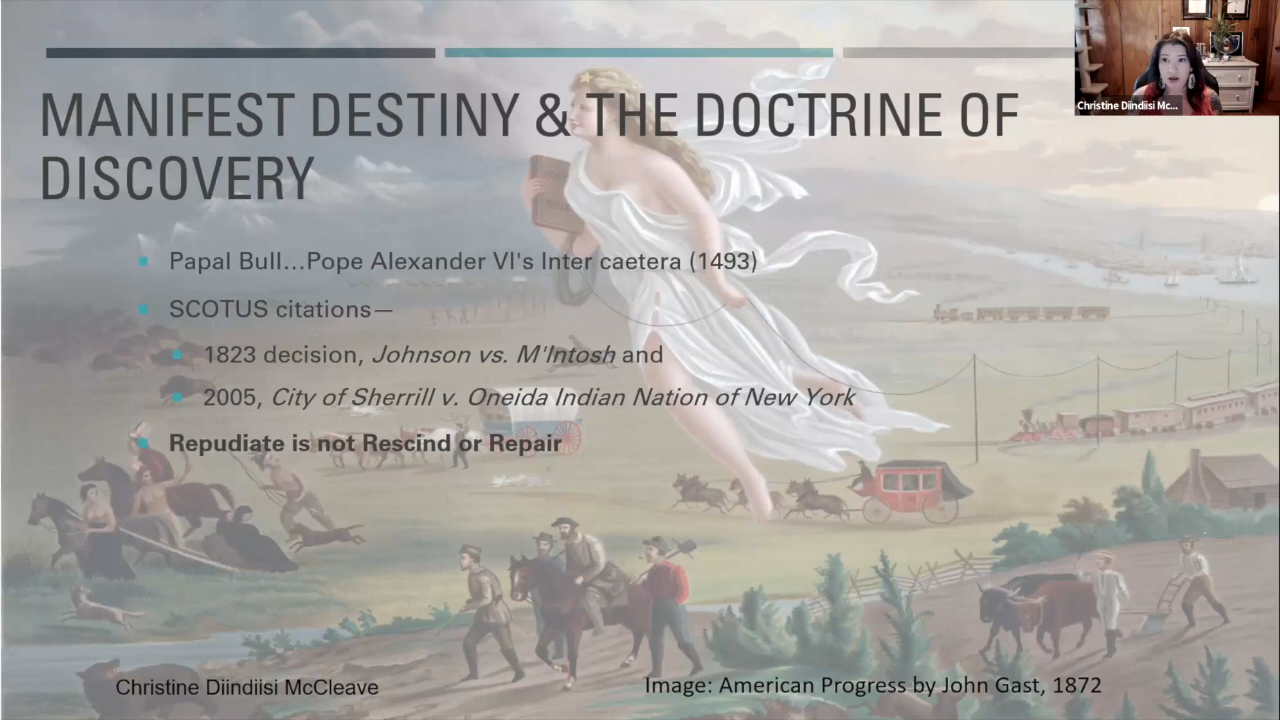 MANIFEST DESTINY & THE DOCTRINE OF
DISCOVERY
Christine Diindiisi Mc...
Papal Bull...Pope Alexander VI's Inter caetera (1493)
SCOTUS citations—
1823 decision, Johnson vs. M'Intosh and
2005, City of Sherrill v. Oneida Indian Nation of New York
Repudiate is not Rescind or Repair
Christine Diindiisi McCleave
Image: American Progress by John Gast, 1872